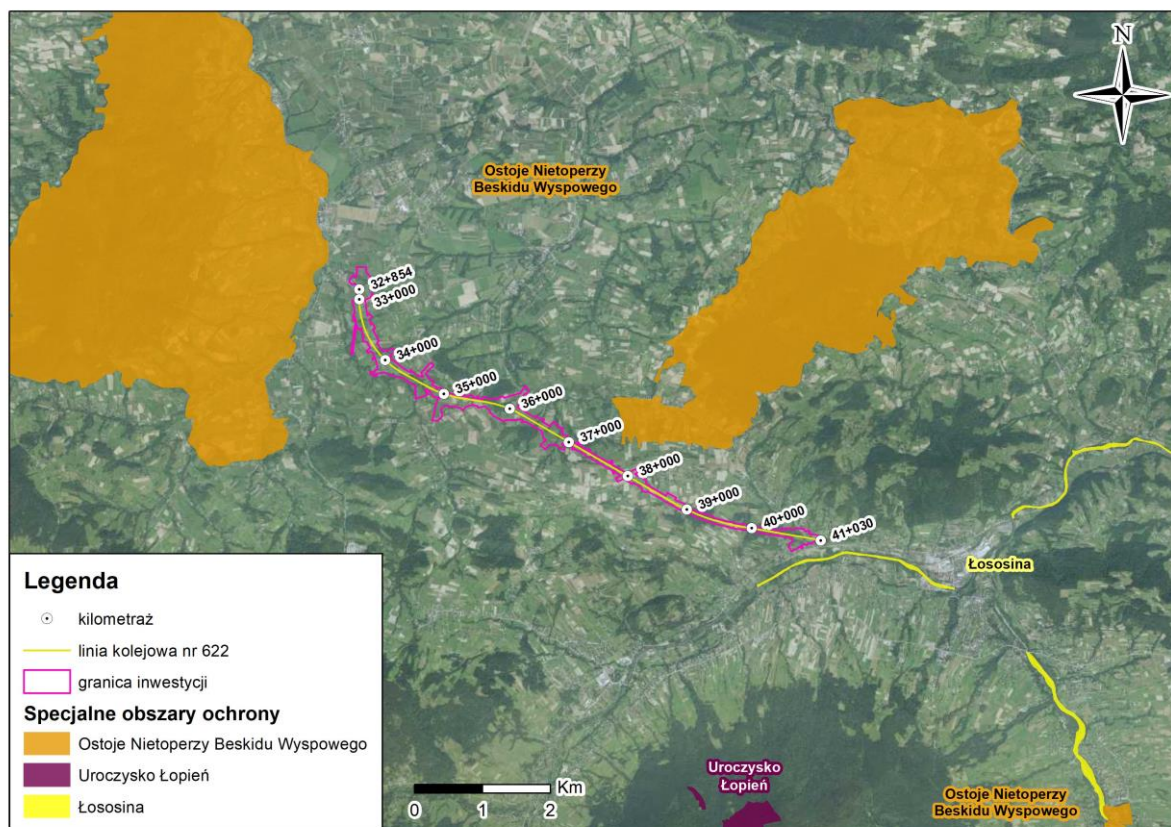 N
Ostoje Nietoperzy
Beskidu Wyspowego
32+854
33+000
34+000
35+000
36+000
37+000
38+000
39+000
40+000
41+030
Łososina
Legenda
kilometraż
linia kolejowa nr 622
granica inwestycji
Specjalne obszary ochrony
Ostoje Nietoperzy Beskidu Wyspowego
Uroczysko Łopień
Łososina
Km
0 1 2
Uroczysko
Łopień
Ostoje Nietoperzy
Beskidu Wyspowego